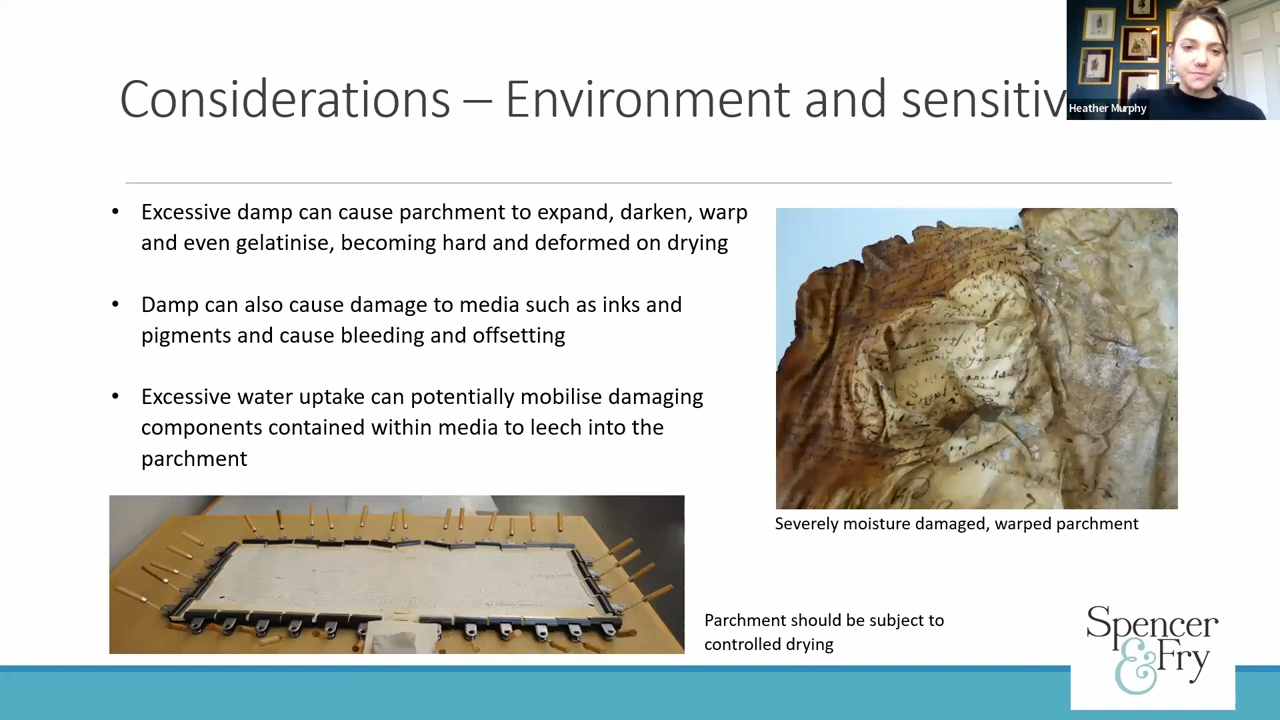 Considerations – Environment and sensitiv
Heather Murphy
• Excessive damp can cause parchment to expand, darken, warp
and even gelatinise, becoming hard and deformed on drying
• Damp can also cause damage to media such as inks and
pigments and cause bleeding and offsetting
• Excessive water uptake can potentially mobilise damaging
components contained within media to leech into the
parchment
Severely moisture damaged, warped parchment
Parchment should be subject to
controlled drying
Spencer
& Fry